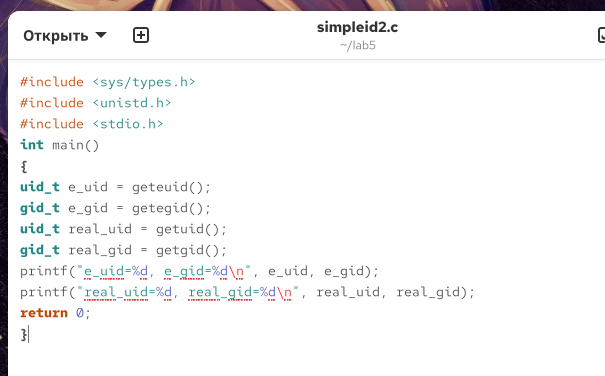 Открыть
simpleid2.c
~/lab5
#include <sys/types.h>
#include <unistd.h>
#include <stdio.h>
int main()
{
uid_t e_uid = geteuid();
gid_t e_gid = getegid();
uid_t real_uid = getuid();
gid_t real_gid = getgid();
printf("e_uid=%d, e_gid=%d\n", e_uid, e_gid);
printf("real_uid=%d, real_gid=%d\n", real_uid, real_gid);
return 0;
}